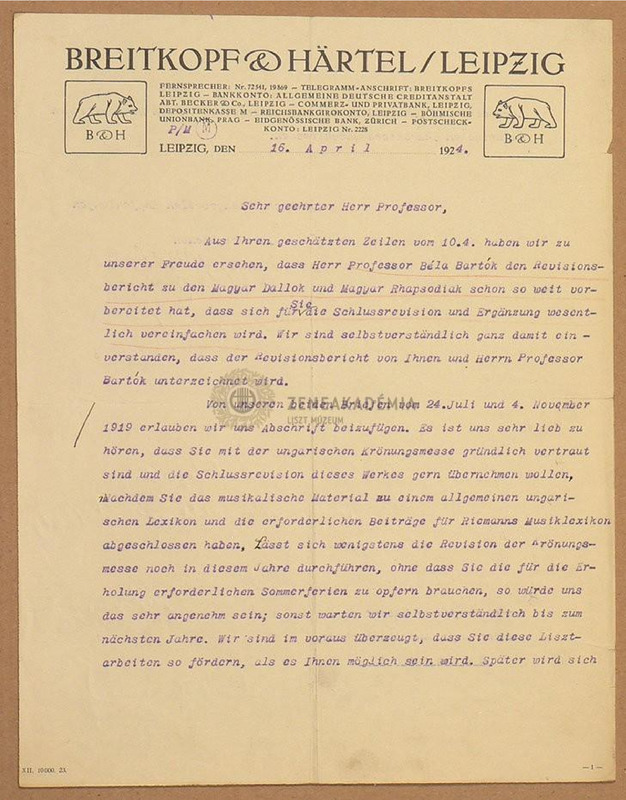 BREITKOPF & HÄRTEL / LEIPZIG
FERNSPRECHER: Nr. 72541, 19869 — TELEGRAMM-ANSCHRIFT: BREITKOPFS
LEIPZIG — BANKKONTO: ALLGEMEINE DEUTSCHE CREDITANSTALT
ABT. BECKER & Co., LEIPZIG — COMMERZ- UND PRIVATBANK, LEIPZIG,
DEPOSITENKASSE M — REICHSBANKGIROKONTO, LEIPZIG — BÖHMISCHE
UNIONBANK, PRAG — EIDGENÖSSISCHE BANK, ZÜRICH — POSTSCHECK-
KONTO: LEIPZIG Nr. 2228
B & H
B & H
P/M M
LEIPZIG, DEN 16. April 1924.
Sehr geehrter Herr Professor,
Aus Ihren geschätzten Zeilen vom 10.4. haben wir zu
unserer Freude ersehen, dass Herr Professor Béla Bartók den Revisions-
bericht zu den Magyar Dallok und Magyar Rhapsodiak schon so weit vor-
bereitet hat, dass sich für Sie die Schlussrevision und Ergänzung wesent-
lich vereinfachen wird. Wir sind selbstverständlich ganz damit ein-
verstanden, dass der Revisionsbericht von Ihnen und Herrn Professor
Bartók unterzeichnet wird.
Von unseren beiden Briefen vom 24.Juli und 4. November
1919 erlauben wir uns Abschrift beizufügen. Es ist uns sehr lieb zu
hören, dass Sie mit der ungarischen Krönungsmesse gründlich vertraut
sind und die Schlussrevision dieses Werkes gern übernehmen wollen,
Nachdem Sie das musikalische Material zu einem allgemeinen ungari-
schen Lexikon und die erforderlichen Beiträge für Riemanns Musiklexikon
abgeschlossen haben, Lässt sich wenigstens die Revision der Krönungs-
messe noch in diesem Jahre durchführen, ohne dass Sie die für die Er-
holung erforderlichen Sommerferien zu opfern brauchen, so würde uns
das sehr angenehm sein; sonst warten wir selbstverständlich bis zum
nächsten Jahre. Wir sind im voraus überzeugt, dass Sie diese Liszt-
arbeiten so fördern, als es Ihnen möglich sein wird. Später wird sich
ZENEAKADÉMIA
LISZT MÚZEUM
XII. 10000. 23.
— 1 —